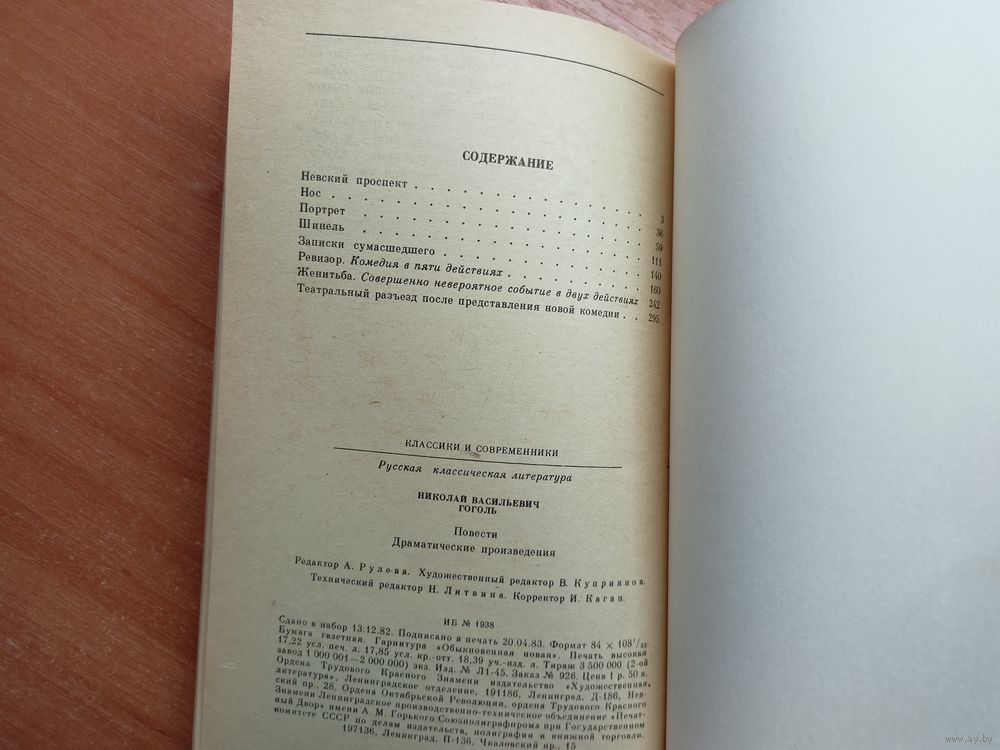 СОДЕРЖАНИЕ
Невский проспект . . . . . . . . . . . . . . . 3
Нос . . . . . . . . . . . . . . . . . . . . 36
Портрет . . . . . . . . . . . . . . . . . . 59
Шинель . . . . . . . . . . . . . . . . . . 111
Записки сумасшедшего . . . . . . . . . . . . 140
Ревизор. Комедия в пяти действиях . . . . . . . . 160
Женитьба. Совершенно невероятное событие в двух действиях 242
Театральный разъезд после представления новой комедии . . 295
КЛАССИКИ И СОВРЕМЕННИКИ
Русская классическая литература
НИКОЛАЙ ВАСИЛЬЕВИЧ
ГОГОЛЬ
Повести
Драматические произведения
Редактор А. Рулева. Художественный редактор В. Куприянов.
Технический редактор Н. Литвина. Корректор И. Каган.
ИБ № 1938
Сдано в набор 13.12.82. Подписано в печать 20.04.83. Формат 84 × 108¹/₃₂.
Бумага газетная. Гарнитура «Обыкновенная новая». Печать высокая.
17,22 усл. печ. л. 17,85 усл. кр.-отт. 18,39 уч.-изд. л. Тираж 3 500 000 (2-ой
завод 1 000 001—2 000 000) экз. Изд. № Л1-45. Заказ № 926. Цена 1 р. 50 к.
Ордена Трудового Красного Знамени издательство «Художественная
литература», Ленинградское отделение, 191186, Ленинград, Д-186, Нев-
ский пр., 28. Ордена Октябрьской Революции, ордена Трудового Красного
Знамени Ленинградское производственно-техническое объединение «Печат-
ный Двор» имени А. М. Горького Союзполиграфпрома при Государственном
комитете СССР по делам издательств, полиграфии и книжной торговли.
197136, Ленинград, П-136, Чкаловский пр., 15
www.ay.by